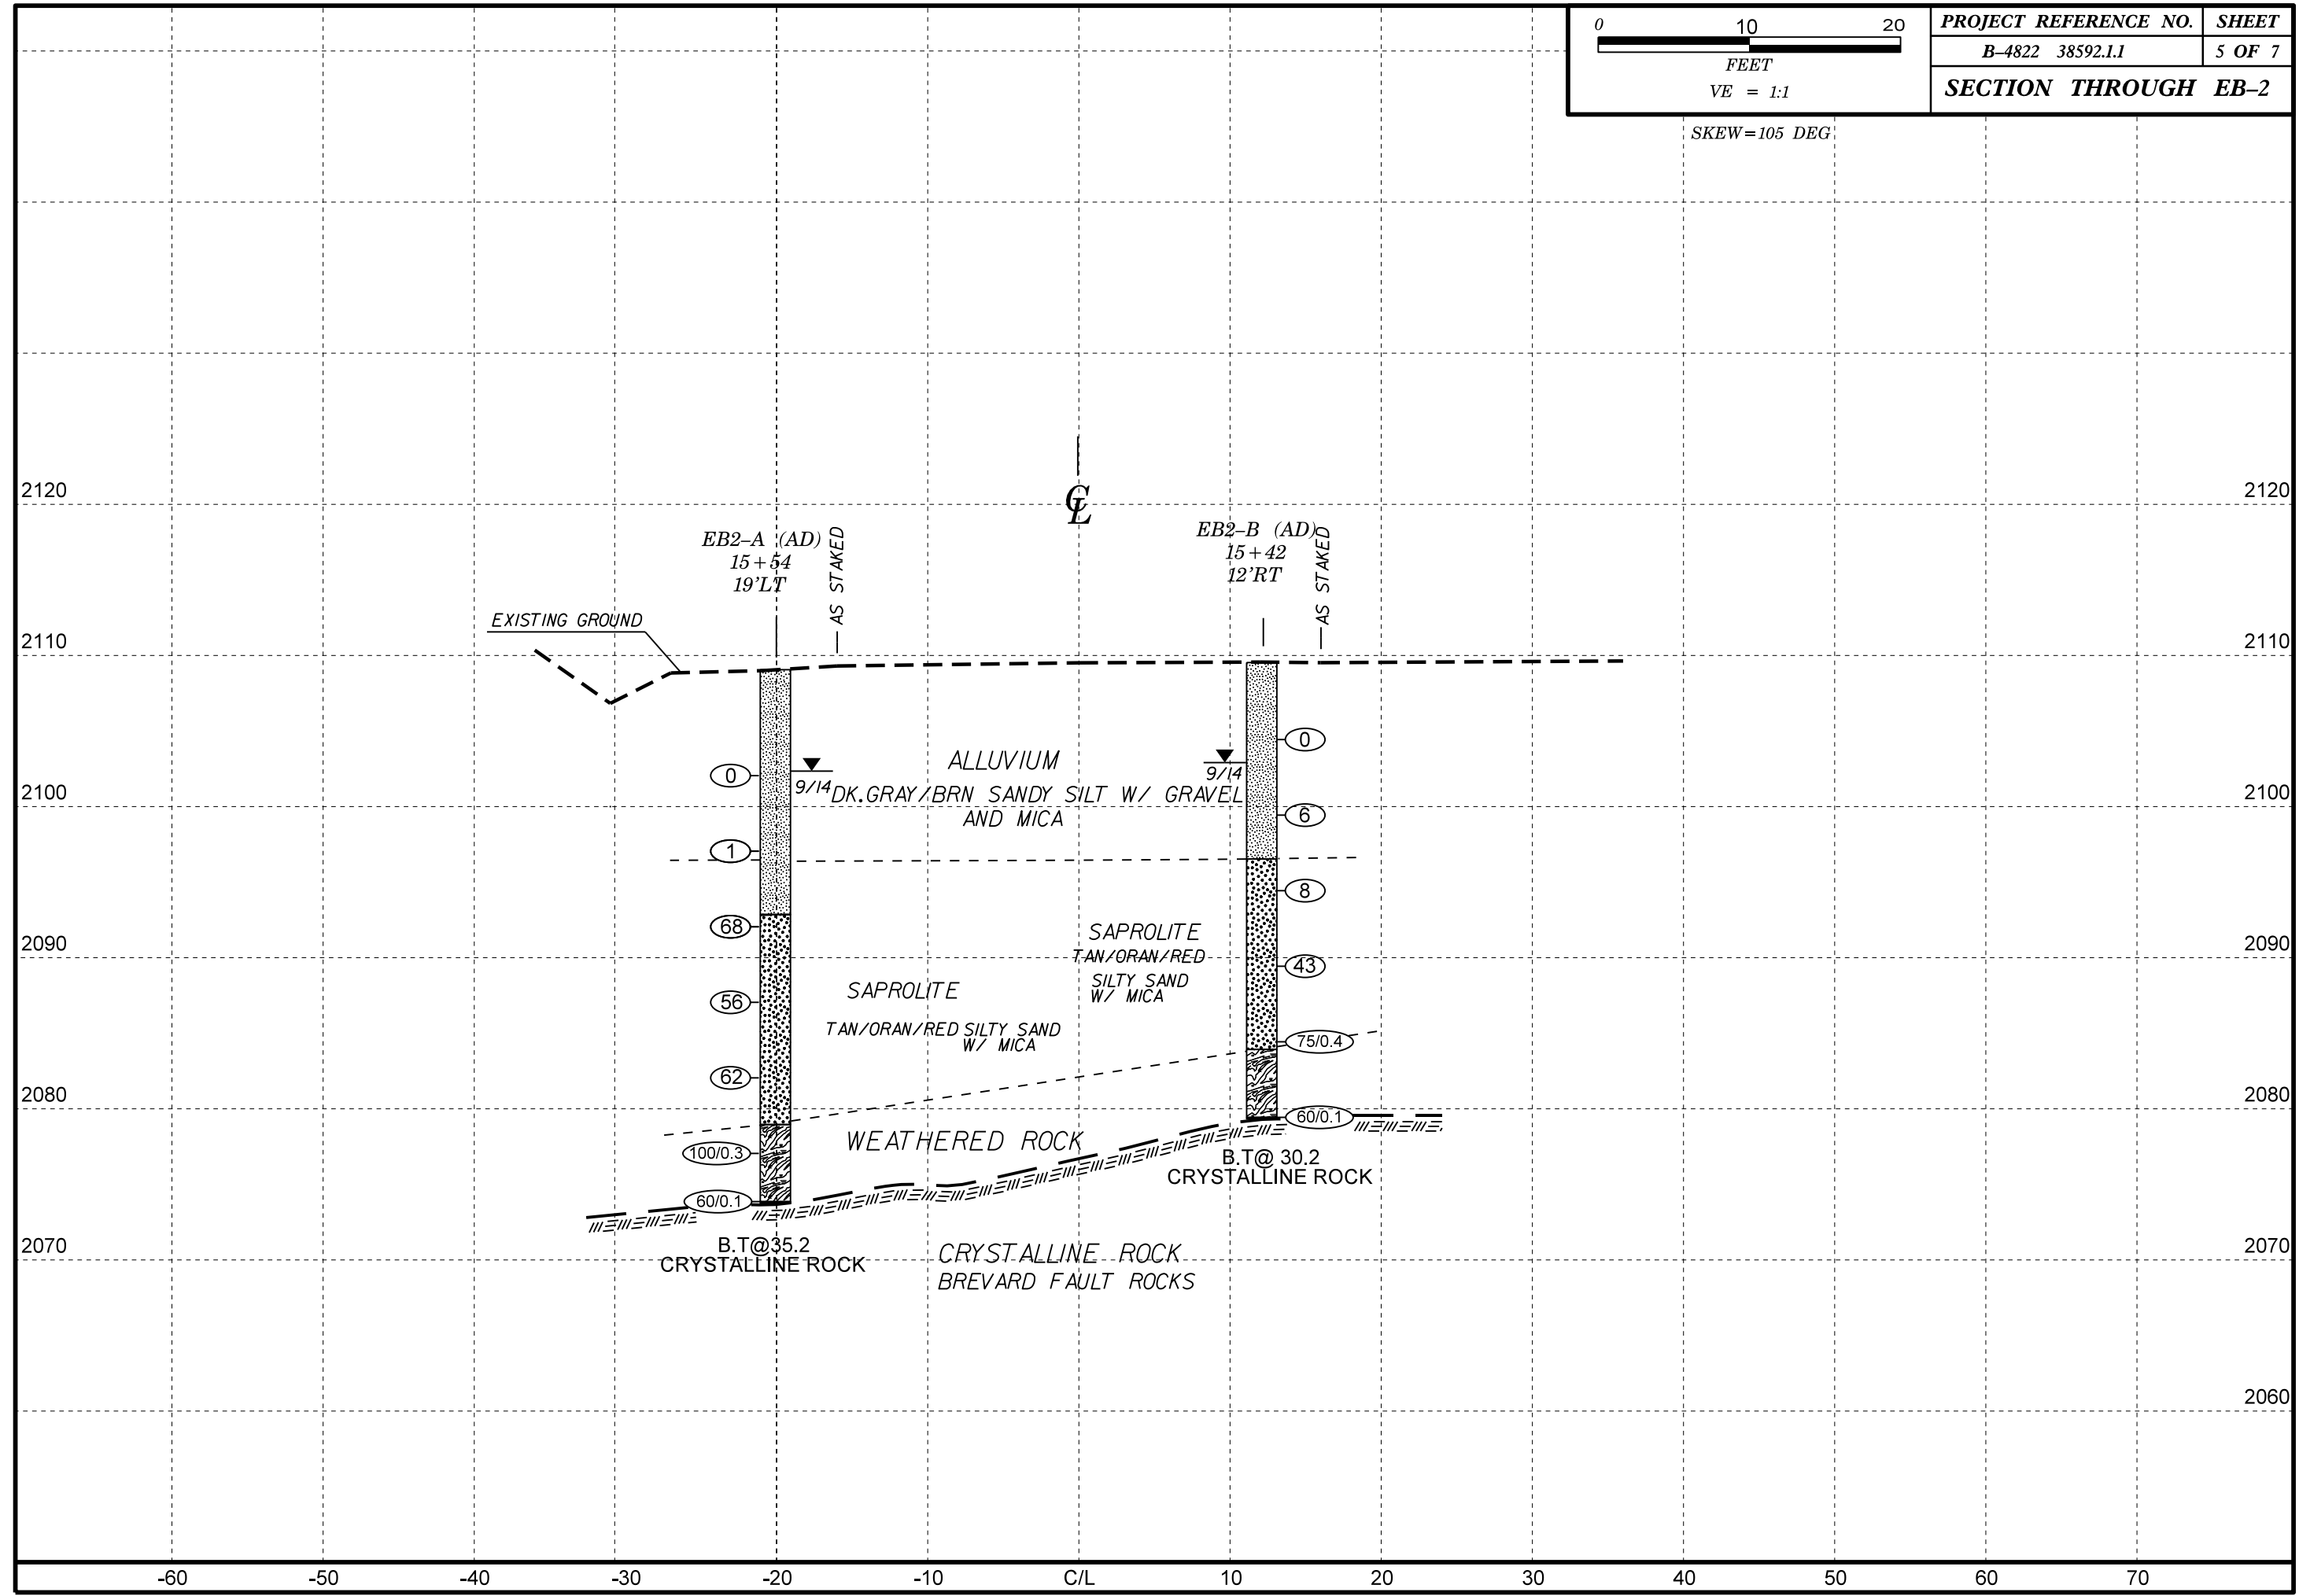 0 10 20
FEET
VE = 1:1
PROJECT REFERENCE NO. SHEET
B–4822 38592.1.1 5 OF 7
SECTION THROUGH EB–2
SKEW=105 DEG
2120 2120
℄
EB2–A (AD)
15+54
19'LT
AS STAKED
EB2–B (AD)
15+42
12'RT
AS STAKED
EXISTING GROUND
2110 2110
0
9/14
ALLUVIUM
DK.GRAY/BRN SANDY SILT W/ GRAVEL
AND MICA
9/14
0
2100 2100
6
1
8
68
SAPROLITE
TAN/ORAN/RED
SILTY SAND
W/ MICA
2090 2090
43
56
SAPROLITE
TAN/ORAN/RED SILTY SAND
W/ MICA
75/0.4
62
2080 2080
60/0.1
WEATHERED ROCK
100/0.3
B.T@ 30.2
CRYSTALLINE ROCK
60/0.1
2070 2070
B.T@35.2
CRYSTALLINE ROCK
CRYSTALLINE ROCK
BREVARD FAULT ROCKS
2060
-60 -50 -40 -30 -20 -10 C/L 10 20 30 40 50 60 70